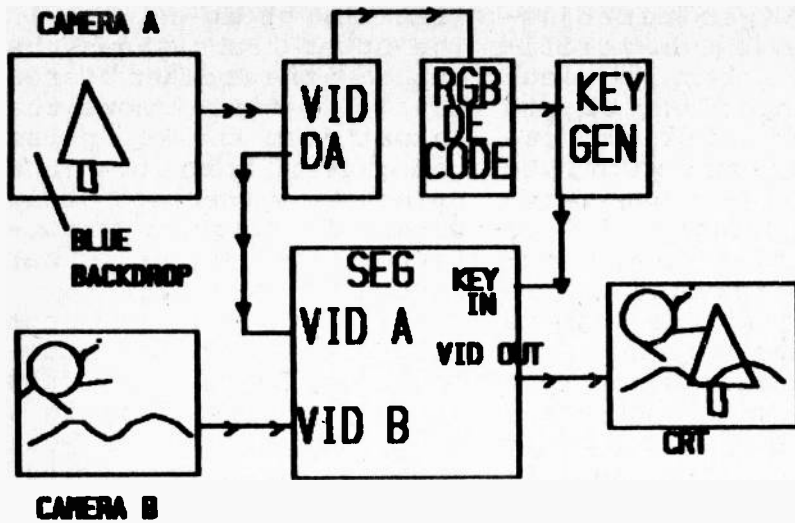 CAMERA A
VID
DA
RGB
DE
CODE
KEY
GEN
BLUE
BACKDROP
SEG
KEY
IN
VID A
VID OUT
VID B
CRT
CAMERA B